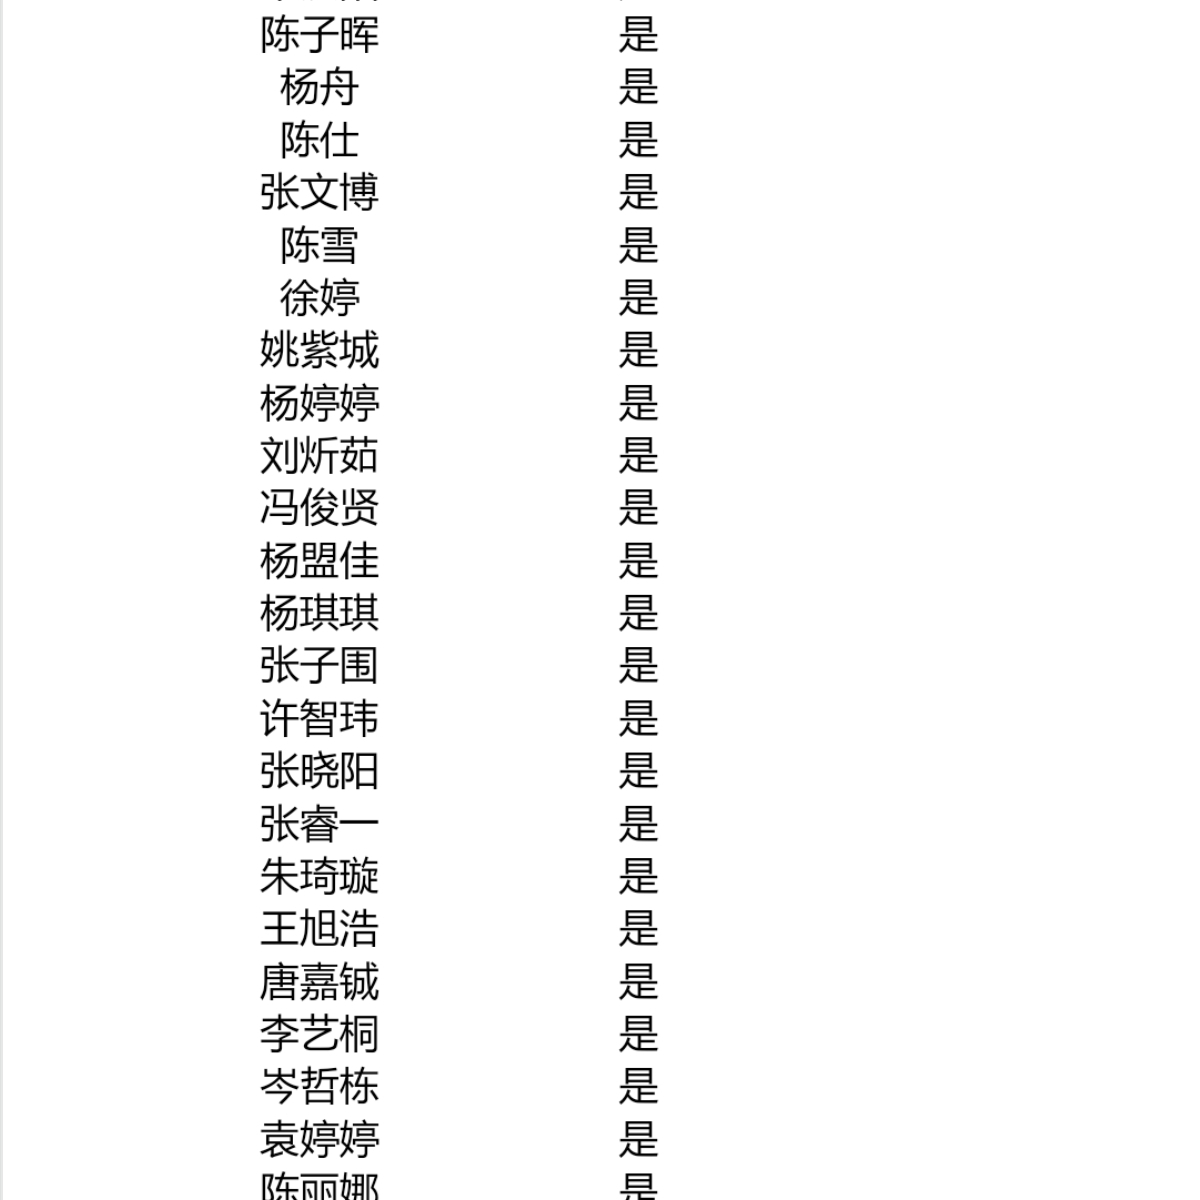 陈子晖 是
杨舟 是
陈仕 是
张文博 是
陈雪 是
徐婷 是
姚紫城 是
杨婷婷 是
刘炘茹 是
冯俊贤 是
杨盟佳 是
杨琪琪 是
张子围 是
许智玮 是
张晓阳 是
张睿一 是
朱琦璇 是
王旭浩 是
唐嘉铖 是
李艺桐 是
岑哲栋 是
袁婷婷 是
陈丽娜 是